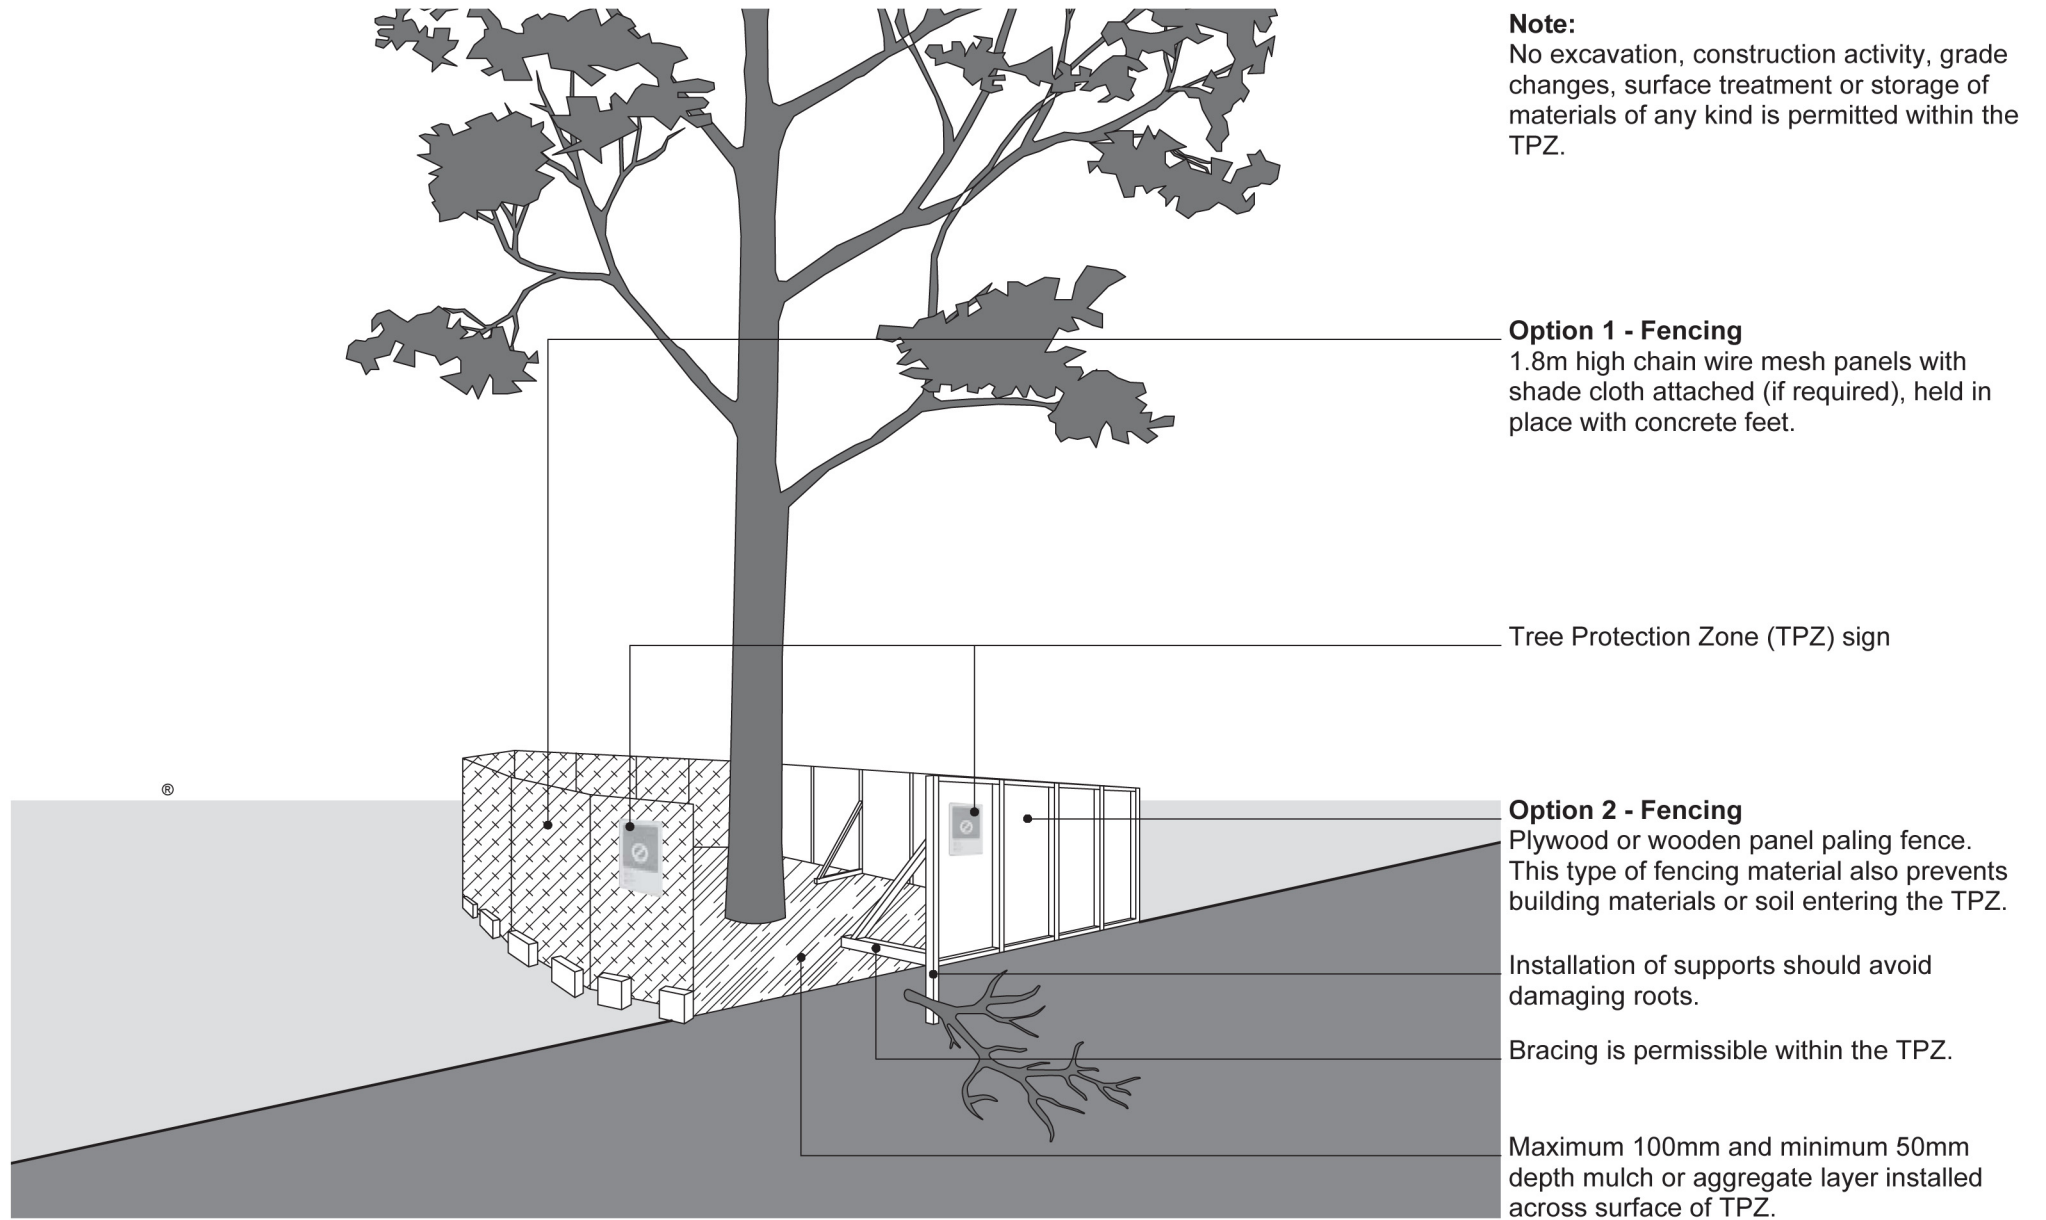 Note:
No excavation, construction activity, grade
changes, surface treatment or storage of
materials of any kind is permitted within the
TPZ.
Option 1 - Fencing
1.8m high chain wire mesh panels with
shade cloth attached (if required), held in
place with concrete feet.
Tree Protection Zone (TPZ) sign
®
Option 2 - Fencing
Plywood or wooden panel paling fence.
This type of fencing material also prevents
building materials or soil entering the TPZ.
Installation of supports should avoid
damaging roots.
Bracing is permissible within the TPZ.
Maximum 100mm and minimum 50mm
depth mulch or aggregate layer installed
across surface of TPZ.